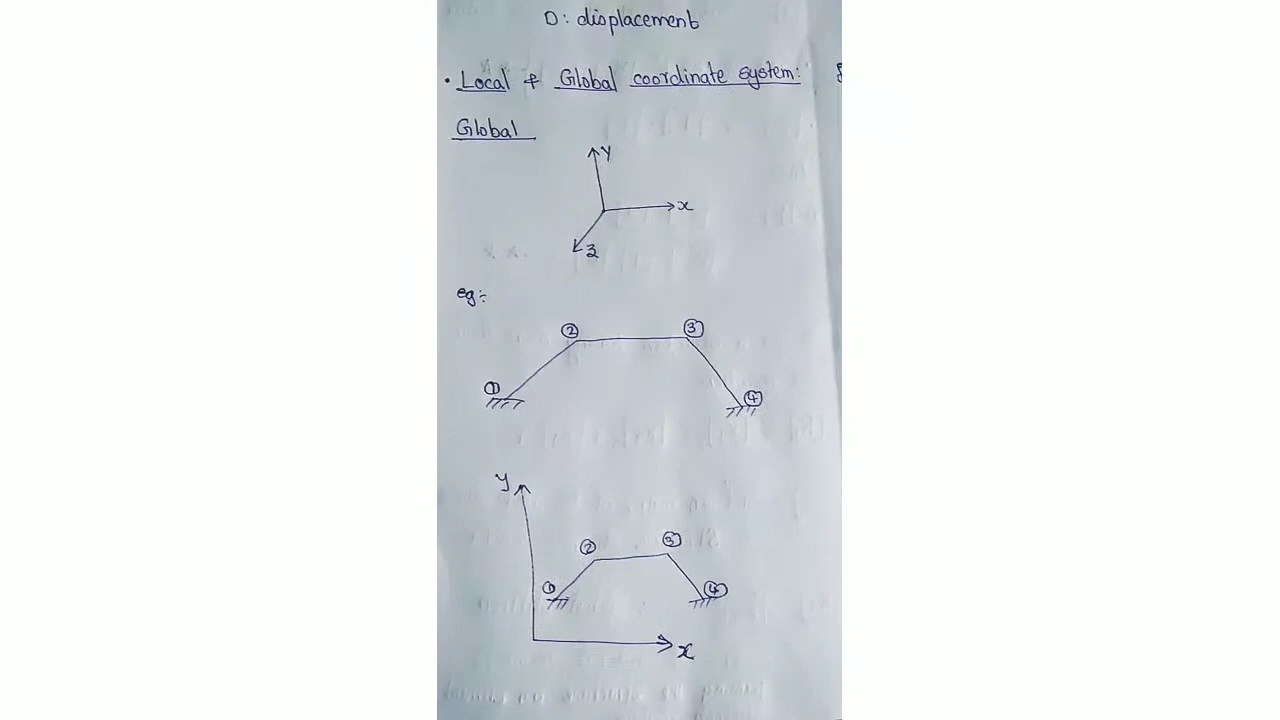 D: displacement
• Local & Global coordinate system:
Global
Y
x
z
eg:-
② ③
① ④
y
② ③
① ④
x